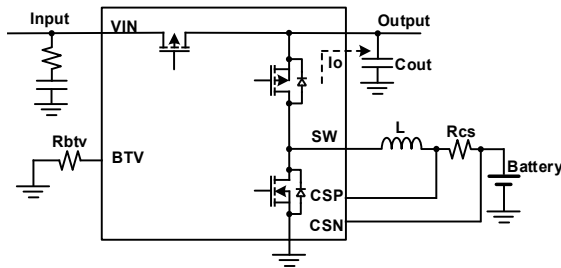 Input
VIN
Output
Io
Cout
Rbtv
BTV
SW
L
Rcs
Battery
CSP
CSN